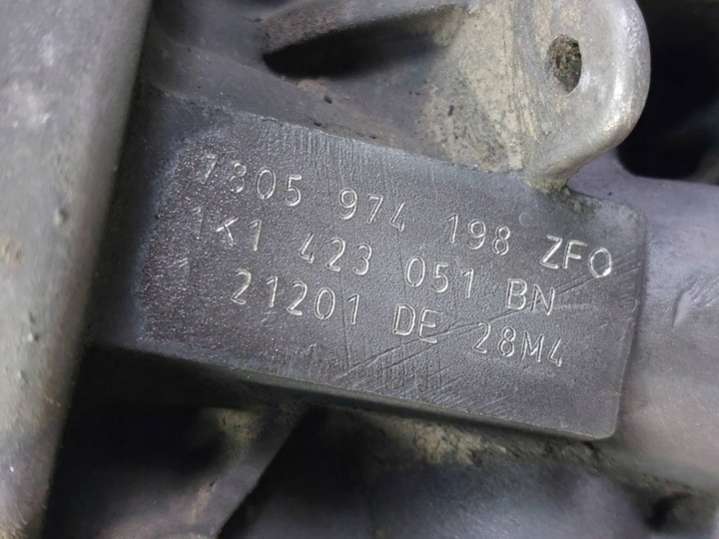 7805 974 198 ZFO
1K1 423 051 BN
21201 DE 28M4